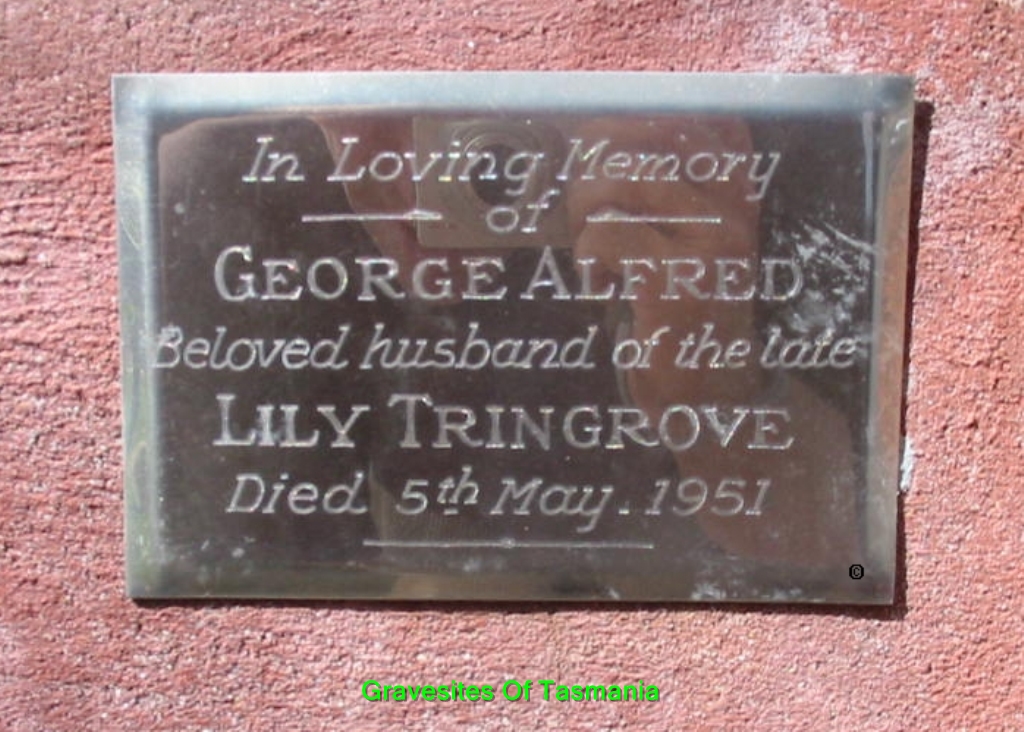 In Loving Memory
of
GEORGE ALFRED
Beloved husband of the late
LILY TRINGROVE
Died 5th May. 1951
©
Gravesites Of Tasmania